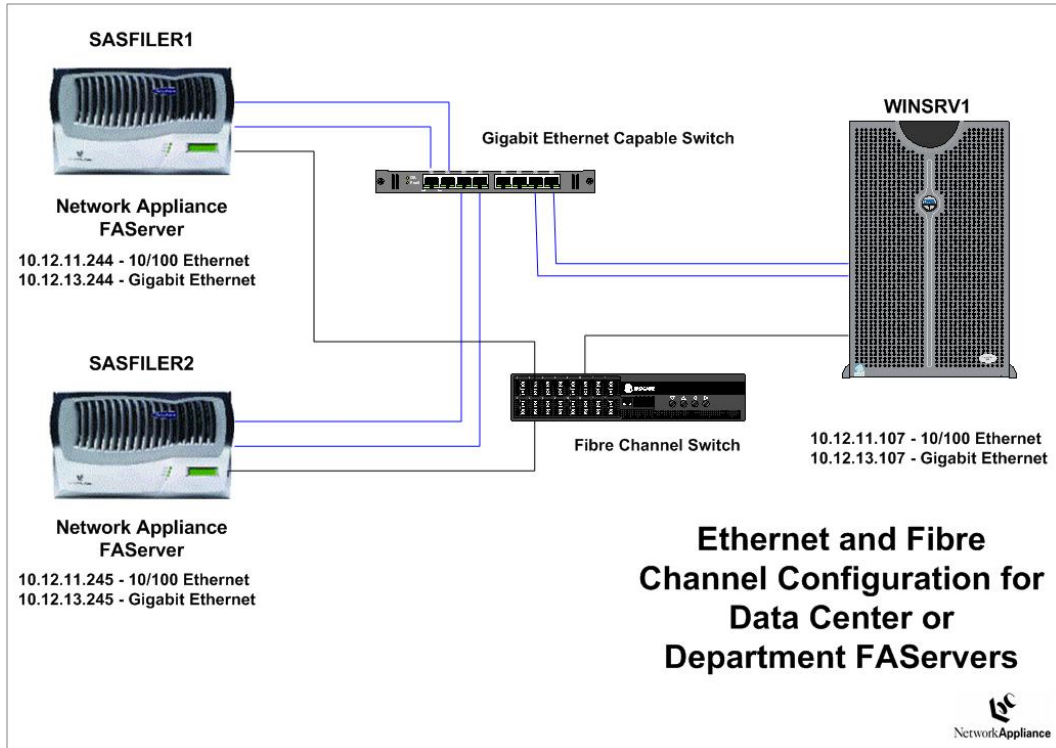 SASFILER1
Network Appliance
FAServer
10.12.11.244 - 10/100 Ethernet
10.12.13.244 - Gigabit Ethernet
Gigabit Ethernet Capable Switch
WINSRV1
SASFILER2
Network Appliance
FAServer
10.12.11.245 - 10/100 Ethernet
10.12.13.245 - Gigabit Ethernet
Fibre Channel Switch
10.12.11.107 - 10/100 Ethernet
10.12.13.107 - Gigabit Ethernet
Ethernet and Fibre
Channel Configuration for
Data Center or
Department FAServers
NetworkAppliance